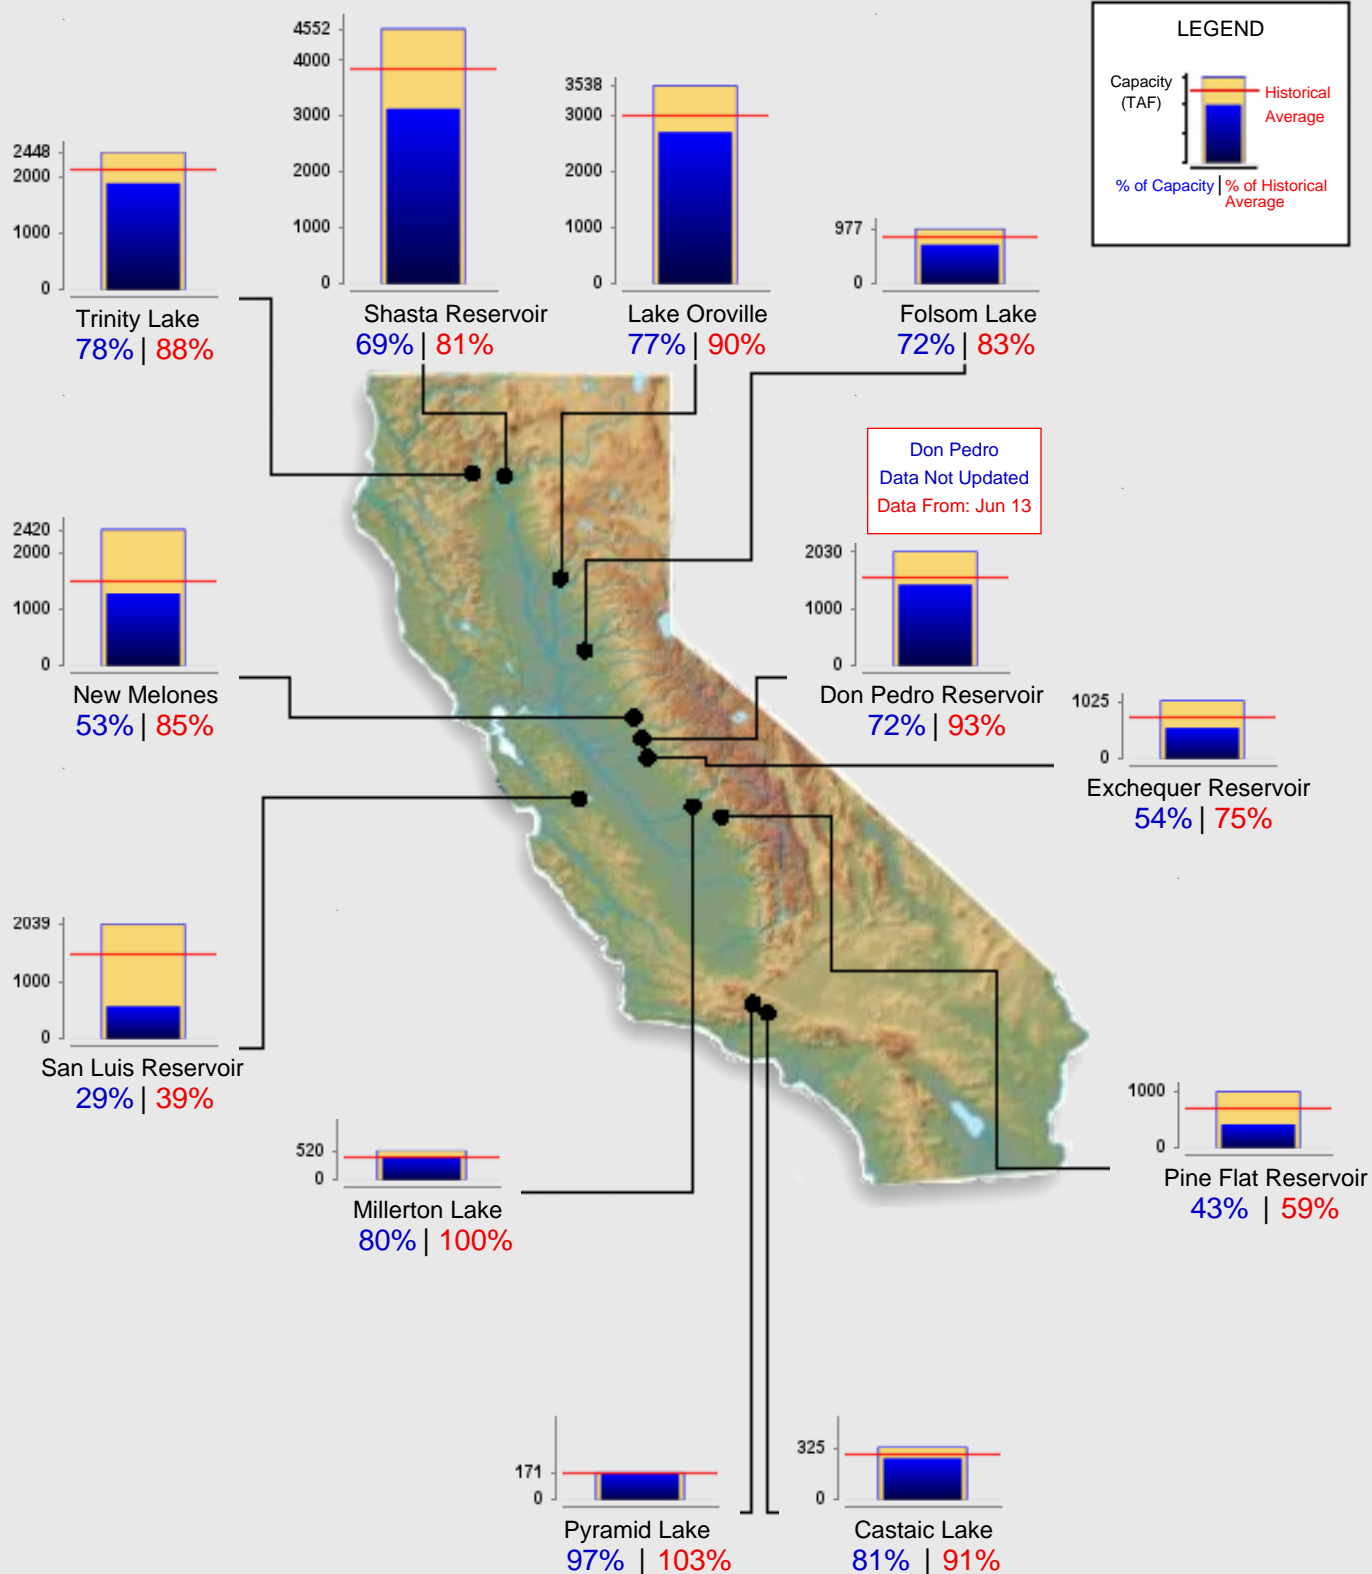 LEGEND
Capacity
(TAF)
Historical
Average
% of Capacity | % of Historical
Average
4552
4000
3000
2000
1000
0
Shasta Reservoir
69% | 81%
3538
3000
2000
1000
0
Lake Oroville
77% | 90%
2448
2000
1000
0
Trinity Lake
78% | 88%
977
0
Folsom Lake
72% | 83%
Don Pedro
Data Not Updated
Data From: Jun 13
2420
2000
1000
0
New Melones
53% | 85%
2030
1000
0
Don Pedro Reservoir
72% | 93%
1025
0
Exchequer Reservoir
54% | 75%
2039
1000
0
San Luis Reservoir
29% | 39%
520
0
Millerton Lake
80% | 100%
1000
0
Pine Flat Reservoir
43% | 59%
171
0
Pyramid Lake
97% | 103%
325
0
Castaic Lake
81% | 91%